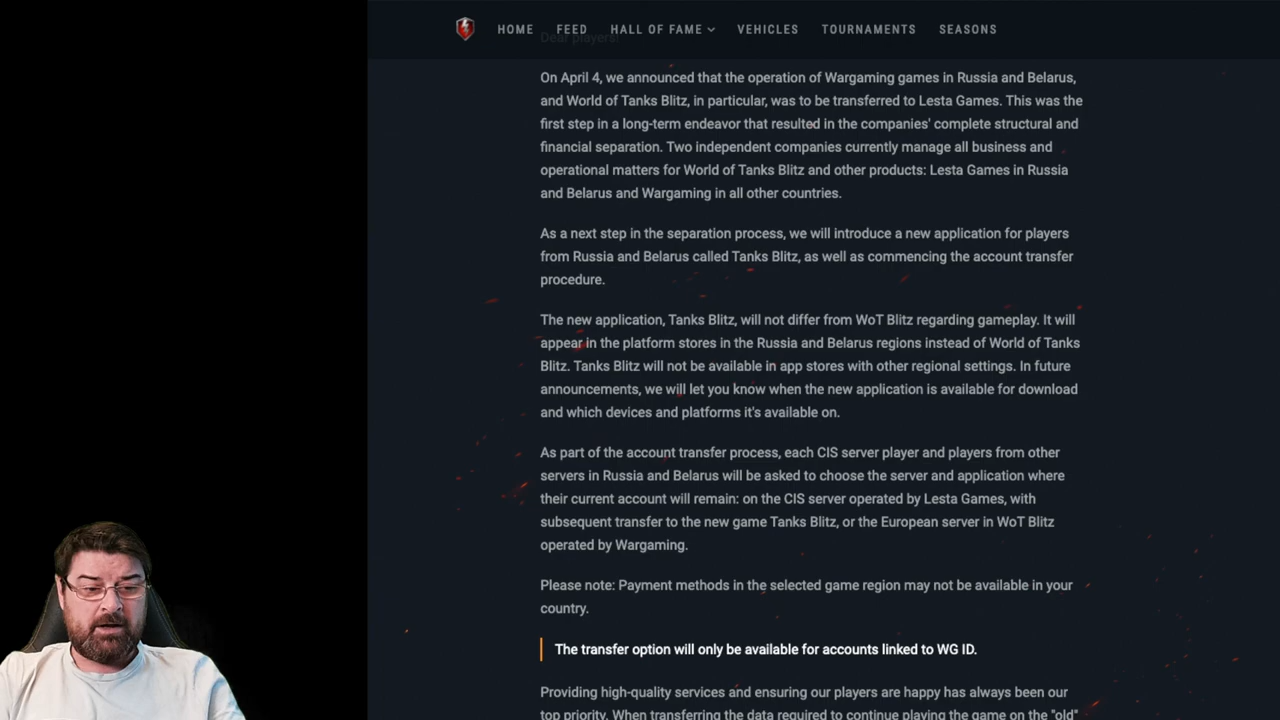 HOME FEED HALL OF FAME VEHICLES TOURNAMENTS SEASONS
Dear players!
On April 4, we announced that the operation of Wargaming games in Russia and Belarus,
and World of Tanks Blitz, in particular, was to be transferred to Lesta Games. This was the
first step in a long-term endeavor that resulted in the companies' complete structural and
financial separation. Two independent companies currently manage all business and
operational matters for World of Tanks Blitz and other products: Lesta Games in Russia
and Belarus and Wargaming in all other countries.
As a next step in the separation process, we will introduce a new application for players
from Russia and Belarus called Tanks Blitz, as well as commencing the account transfer
procedure.
The new application, Tanks Blitz, will not differ from WoT Blitz regarding gameplay. It will
appear in the platform stores in the Russia and Belarus regions instead of World of Tanks
Blitz. Tanks Blitz will not be available in app stores with other regional settings. In future
announcements, we will let you know when the new application is available for download
and which devices and platforms it's available on.
As part of the account transfer process, each CIS server player and players from other
servers in Russia and Belarus will be asked to choose the server and application where
their current account will remain: on the CIS server operated by Lesta Games, with
subsequent transfer to the new game Tanks Blitz, or the European server in WoT Blitz
operated by Wargaming.
Please note: Payment methods in the selected game region may not be available in your
country.
The transfer option will only be available for accounts linked to WG ID.
Providing high-quality services and ensuring our players are happy has always been our
top priority. When transferring the data required to continue playing the game on the "old"